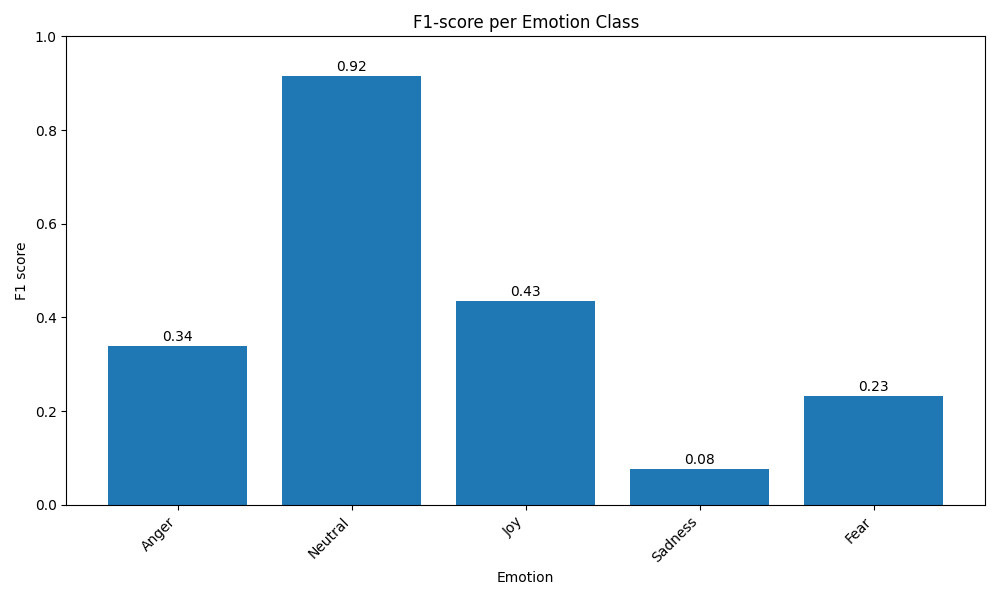 F1-score per Emotion Class
F1 score
1.0
0.8
0.6
0.4
0.2
0.0
0.34
0.92
0.43
0.08
0.23
Anger
Neutral
Joy
Sadness
Fear
Emotion